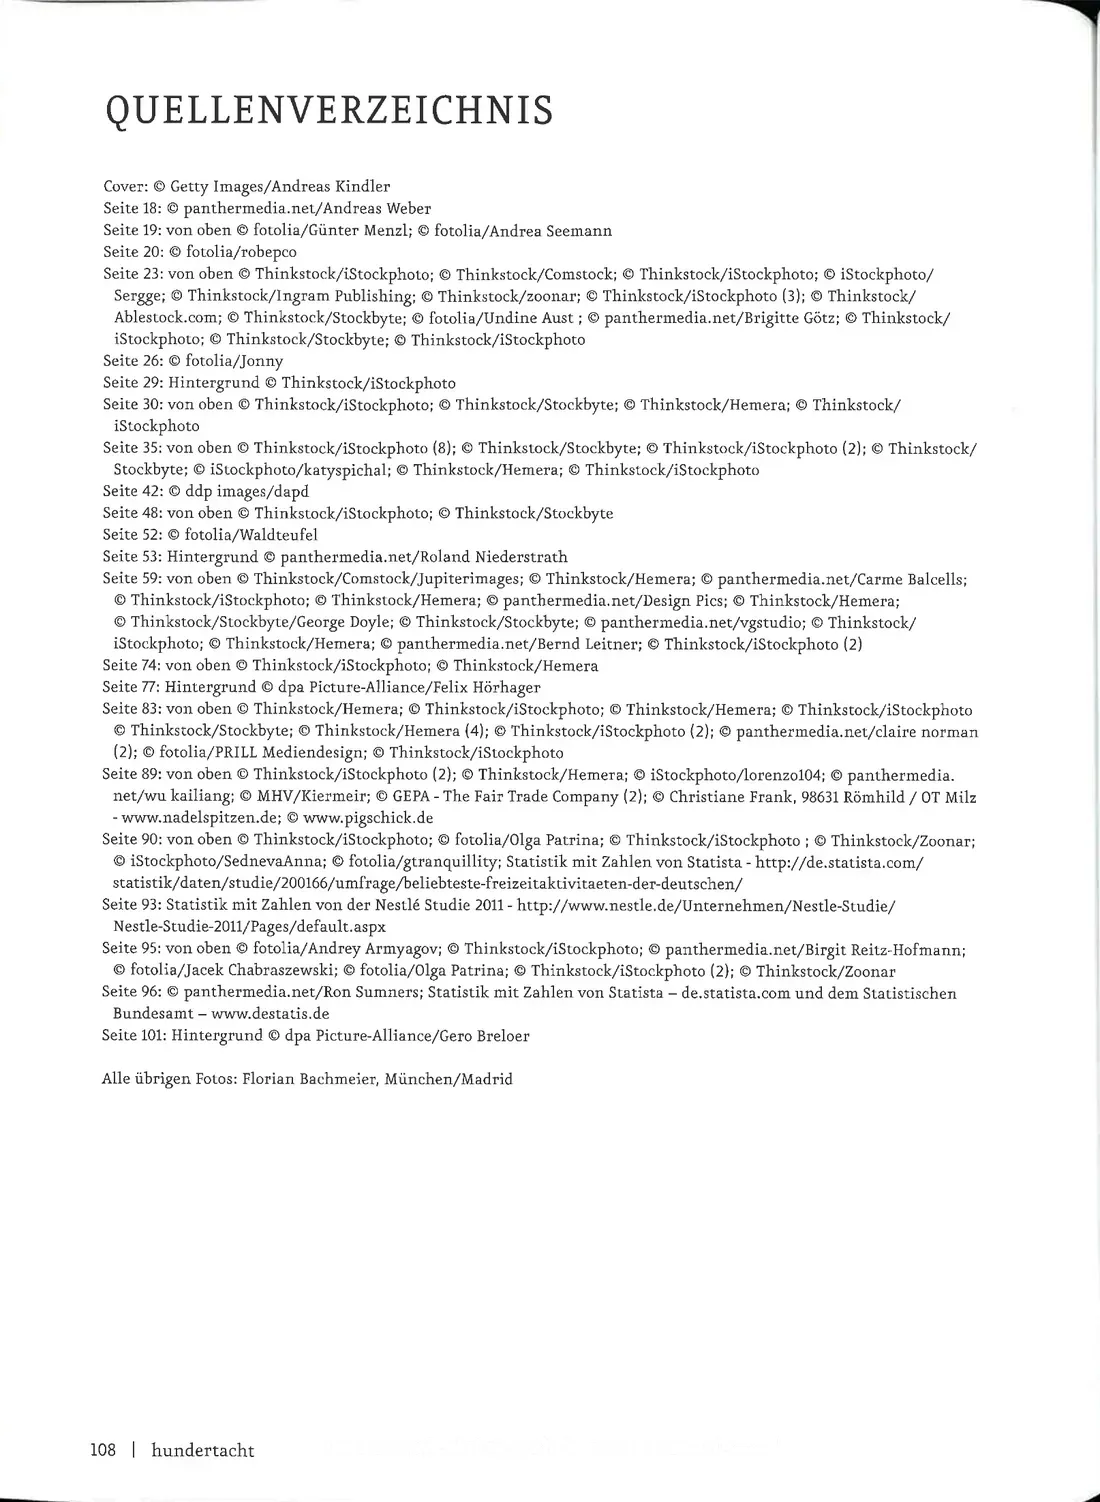 QUELLENVERZEICHNIS
Cover: © Getty Images/Andreas Kindler
Seite 18: © panthermedia.net/Andreas Weber
Seite 19: von oben © fotolia/Günter Menzl; © fotolia/Andrea Seemann
Seite 20: © fotolia/robepco
Seite 23: von oben © Thinkstock/iStockphoto; © Thinkstock/Comstock; © Thinkstock/iStockphoto; © iStockphoto/
Sergge; © Thinkstock/Ingram Publishing; © Thinkstock/zoonar; © Thinkstock/iStockphoto (3); © Thinkstock/
Ablestock.com; © Thinkstock/Stockbyte; © fotolia/Undine Aust ; © panthermedia.net/Brigitte Götz; © Thinkstock/
iStockphoto; © Thinkstock/Stockbyte; © Thinkstock/iStockphoto
Seite 26: © fotolia/Jonny
Seite 29: Hintergrund © Thinkstock/iStockphoto
Seite 30: von oben © Thinkstock/iStockphoto; © Thinkstock/Stockbyte; © Thinkstock/Hemera; © Thinkstock/
iStockphoto
Seite 35: von oben © Thinkstock/iStockphoto (8); © Thinkstock/Stockbyte; © Thinkstock/iStockphoto (2); © Thinkstock/
Stockbyte; © iStockphoto/katyspichal; © Thinkstock/Hemera; © Thinkstock/iStockphoto
Seite 42: © ddp images/dapd
Seite 48: von oben © Thinkstock/iStockphoto; © Thinkstock/Stockbyte
Seite 52: © fotolia/Waldteufel
Seite 53: Hintergrund © panthermedia.net/Roland Niederstrath
Seite 59: von oben © Thinkstock/Comstock/Jupiterimages; © Thinkstock/Hemera; © panthermedia.net/Carme Balcells;
© Thinkstock/iStockphoto; © Thinkstock/Hemera; © panthermedia.net/Design Pics; © Thinkstock/Hemera;
© Thinkstock/Stockbyte/George Doyle; © Thinkstock/Stockbyte; © panthermedia.net/vgstudio; © Thinkstock/
iStockphoto; © Thinkstock/Hemera; © panthermedia.net/Bernd Leitner; © Thinkstock/iStockphoto (2)
Seite 74: von oben © Thinkstock/iStockphoto; © Thinkstock/Hemera
Seite 77: Hintergrund © dpa Picture-Alliance/Felix Hörhager
Seite 83: von oben © Thinkstock/Hemera; © Thinkstock/iStockphoto; © Thinkstock/Hemera; © Thinkstock/iStockphoto
© Thinkstock/Stockbyte; © Thinkstock/Hemera (4); © Thinkstock/iStockphoto (2); © panthermedia.net/claire norman
(2); © fotolia/PRILL Mediendesign; © Thinkstock/iStockphoto
Seite 89: von oben © Thinkstock/iStockphoto (2); © Thinkstock/Hemera; © iStockphoto/lorenzo104; © panthermedia.
net/wu kailiang; © MHV/Kiermeir; © GEPA - The Fair Trade Company (2); © Christiane Frank, 98631 Römhild / OT Milz
- www.nadelspitzen.de; © www.pigschick.de
Seite 90: von oben © Thinkstock/iStockphoto; © fotolia/Olga Patrina; © Thinkstock/iStockphoto ; © Thinkstock/Zoonar;
© iStockphoto/SednevaAnna; © fotolia/gtranquillity; Statistik mit Zahlen von Statista - http://de.statista.com/
statistik/daten/studie/200166/umfrage/beliebteste-freizeitaktivitaeten-der-deutschen/
Seite 93: Statistik mit Zahlen von der Nestlé Studie 2011 - http://www.nestle.de/Unternehmen/Nestle-Studie/
Nestle-Studie-2011/Pages/default.aspx
Seite 95: von oben © fotolia/Andrey Armyagov; © Thinkstock/iStockphoto; © panthermedia.net/Birgit Reitz-Hofmann;
© fotolia/Jacek Chabraszewski; © fotolia/Olga Patrina; © Thinkstock/iStockphoto (2); © Thinkstock/Zoonar
Seite 96: © panthermedia.net/Ron Sumners; Statistik mit Zahlen von Statista – de.statista.com und dem Statistischen
Bundesamt – www.destatis.de
Seite 101: Hintergrund © dpa Picture-Alliance/Gero Breloer
Alle übrigen Fotos: Florian Bachmeier, München/Madrid
108 | hundertacht